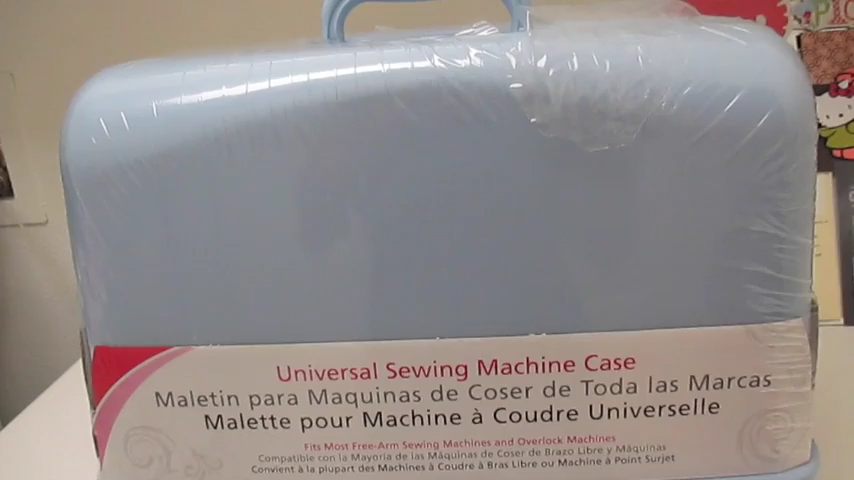 PIC
Universal Sewing Machine Case
Maletin para Maquinas de Coser de Toda las Marcas
Malette pour Machine à Coudre Universelle
Fits Most Free-Arm Sewing Machines and Overlock Machines
Compatible con la Mayoria de las Máquinas de Coser de Brazo Libre y Máquinas
Convient à la plupart des Machines à Coudre à Bras Libre ou Machine à Point Surjet